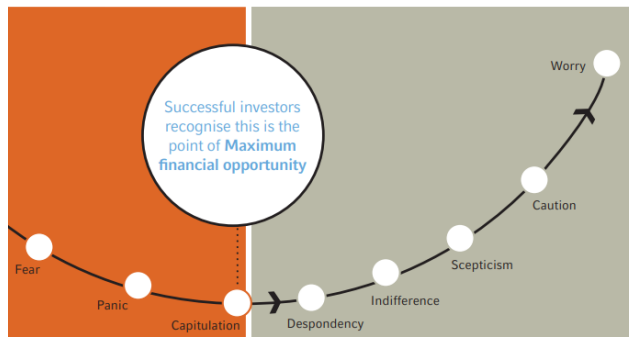 Successful investors
recognise this is the
point of Maximum
financial opportunity
Fear
Panic
Capitulation
Despondency
Indifference
Scepticism
Caution
Worry